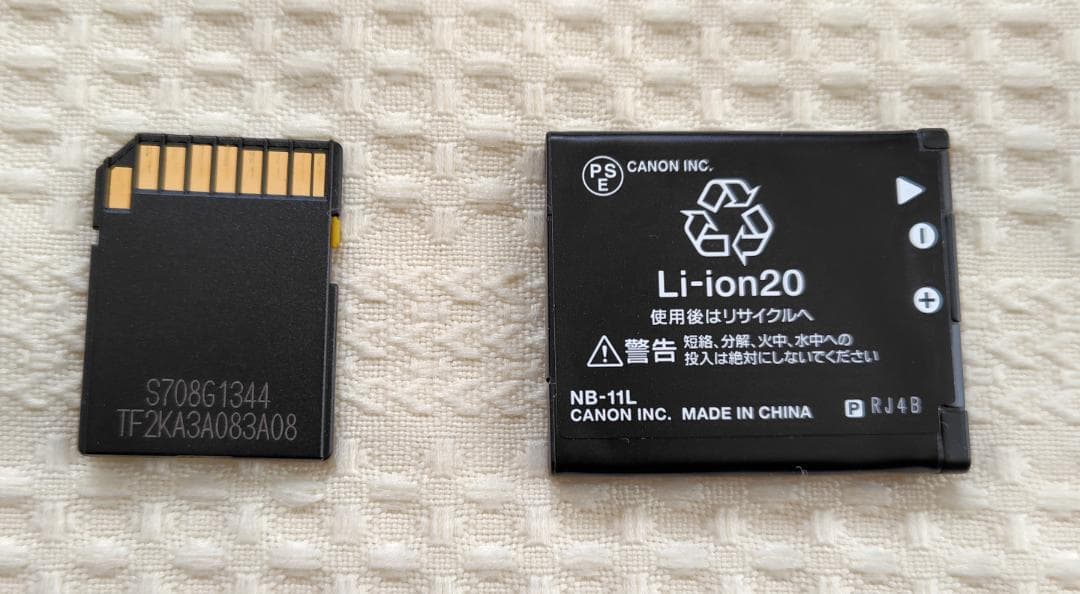 S708G1344
TF2KA3A083A08
PS
E
CANON INC.
Li-ion20
使用後はリサイクルへ
警告 短絡、分解、火中、水中への
投入は絶対にしないでください
NB-11L
CANON INC. MADE IN CHINA
P RJ4B